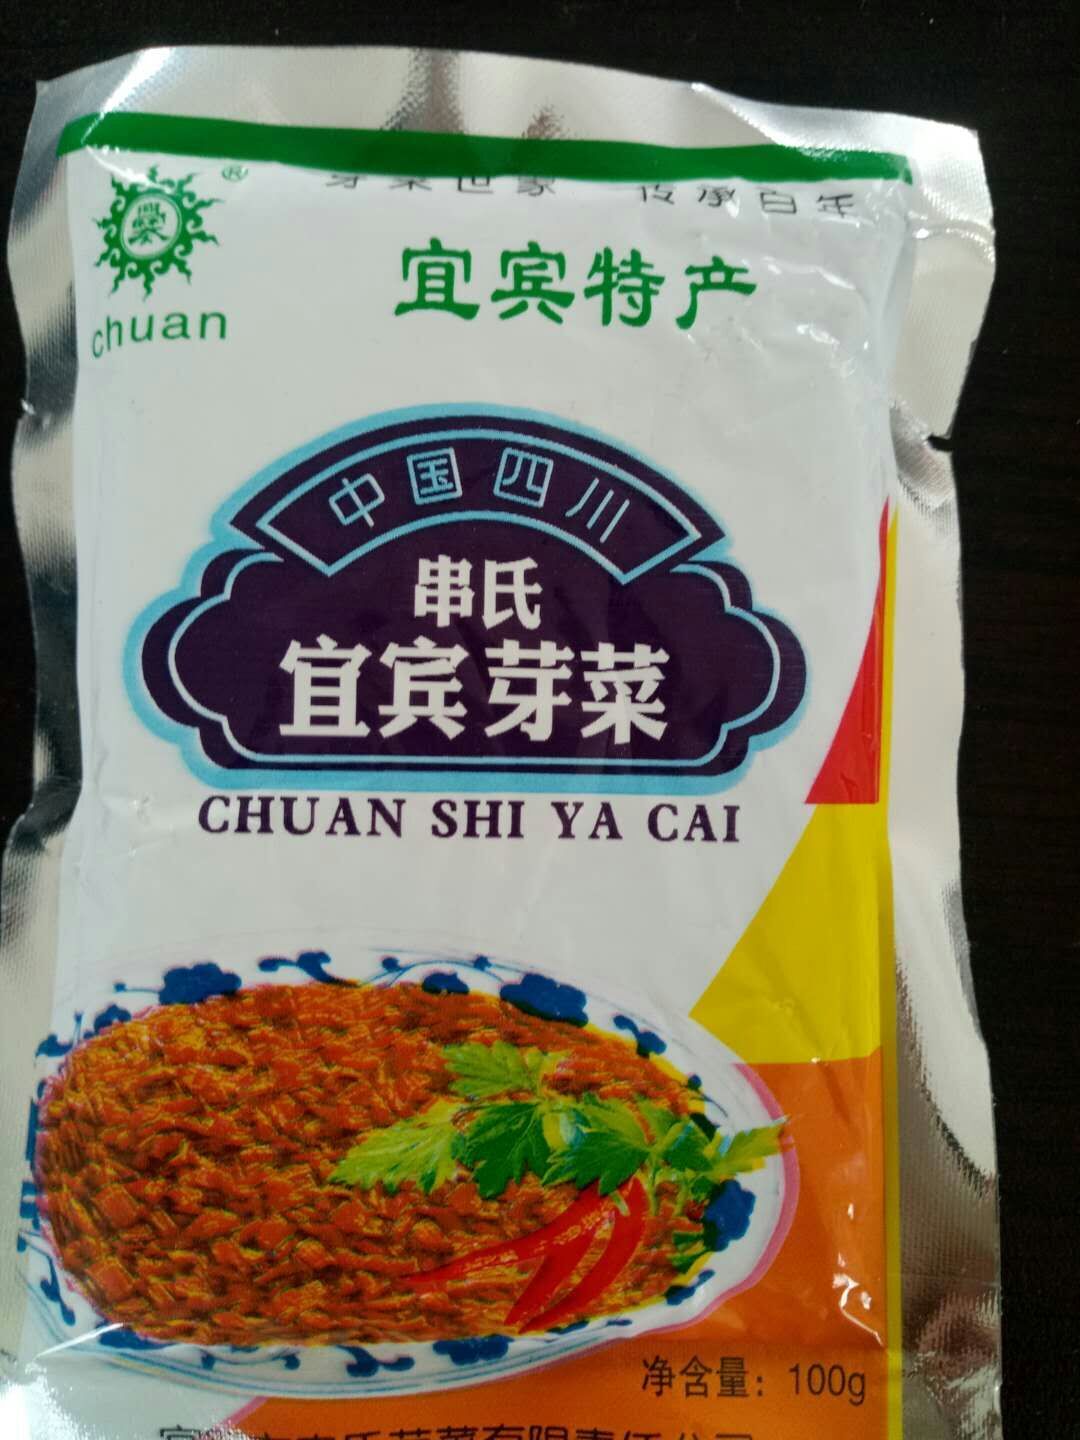 芽菜世家 传承百年
®
chuan
宜宾特产
中国四川
串氏
宜宾芽菜
CHUAN SHI YA CAI
净含量：100g